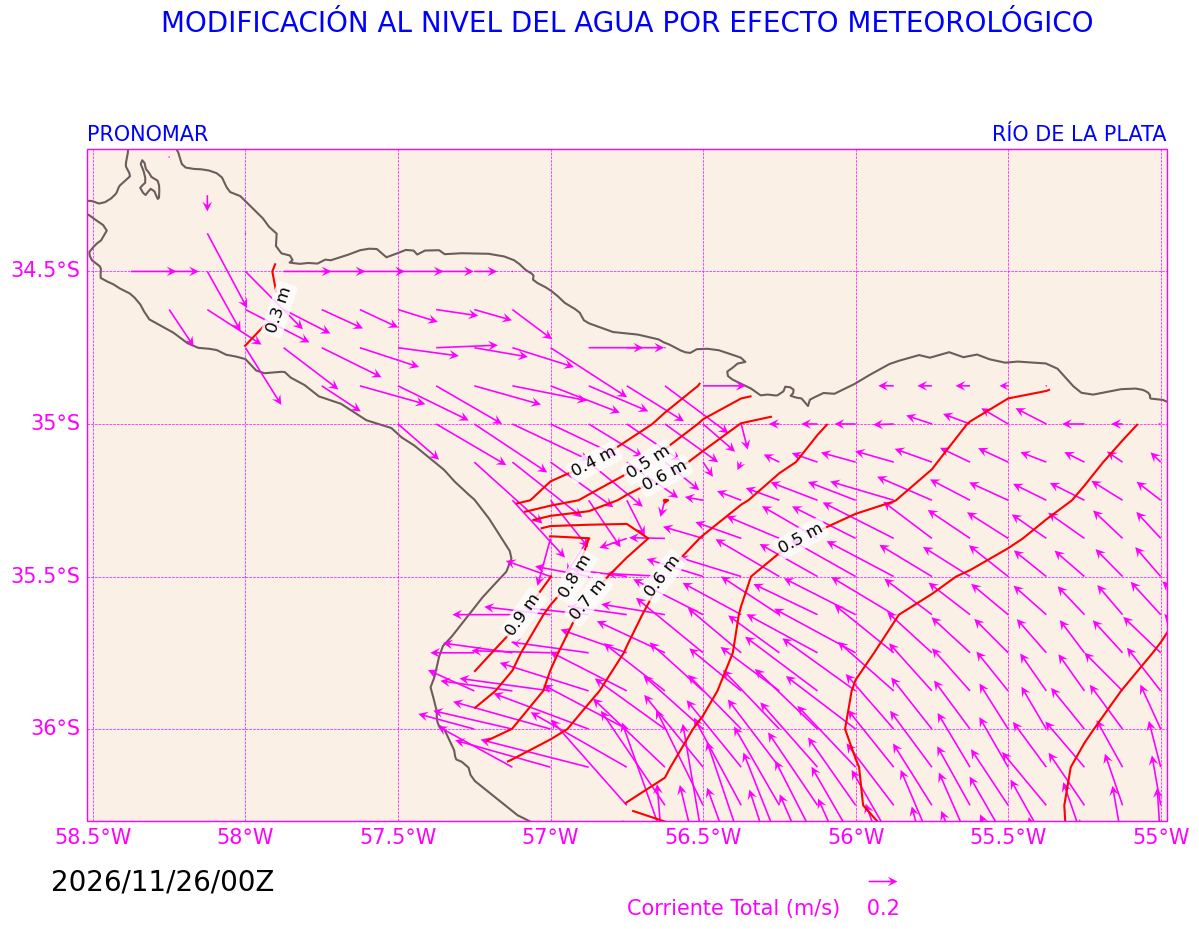 MODIFICACIÓN AL NIVEL DEL AGUA POR EFECTO METEOROLÓGICO
PRONOMAR
RÍO DE LA PLATA
34.5°S
35°S
35.5°S
36°S
0.3 m
0.4 m
0.5 m
0.6 m
0.5 m
0.6 m
0.8 m
0.7 m
0.9 m
58.5°W 58°W 57.5°W 57°W 56.5°W 56°W 55.5°W 55°W
2026/11/26/00Z
Corriente Total (m/s) 0.2